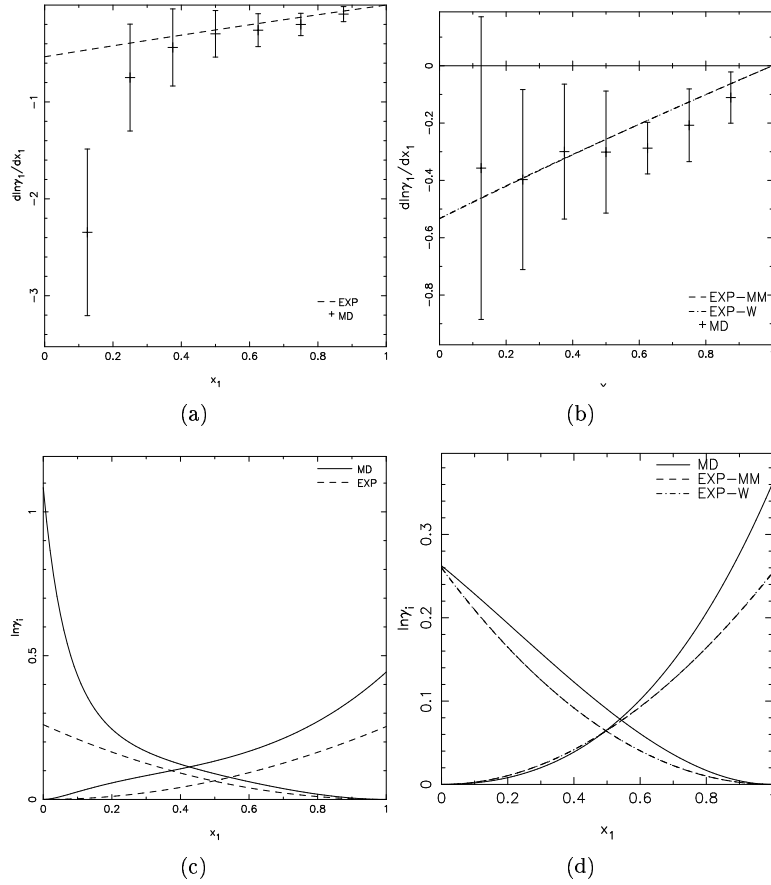 -1
-2
-3
dlnγ₁/dx₁
0 0.2 0.4 0.6 0.8 1
x₁
EXP
MD
(a)
0
-0.2
-0.4
-0.6
-0.8
dlnγ₁/dx₁
0 0.2 0.4 0.6 0.8
EXP-MM
EXP-W
MD
(b)
1
0.5
0
lnγᵢ
0 0.2 0.4 0.6 0.8 1
x₁
MD
EXP
(c)
0.3
0.2
0.1
0
lnγᵢ
0 0.2 0.4 0.6 0.8
x₁
MD
EXP-MM
EXP-W
(d)